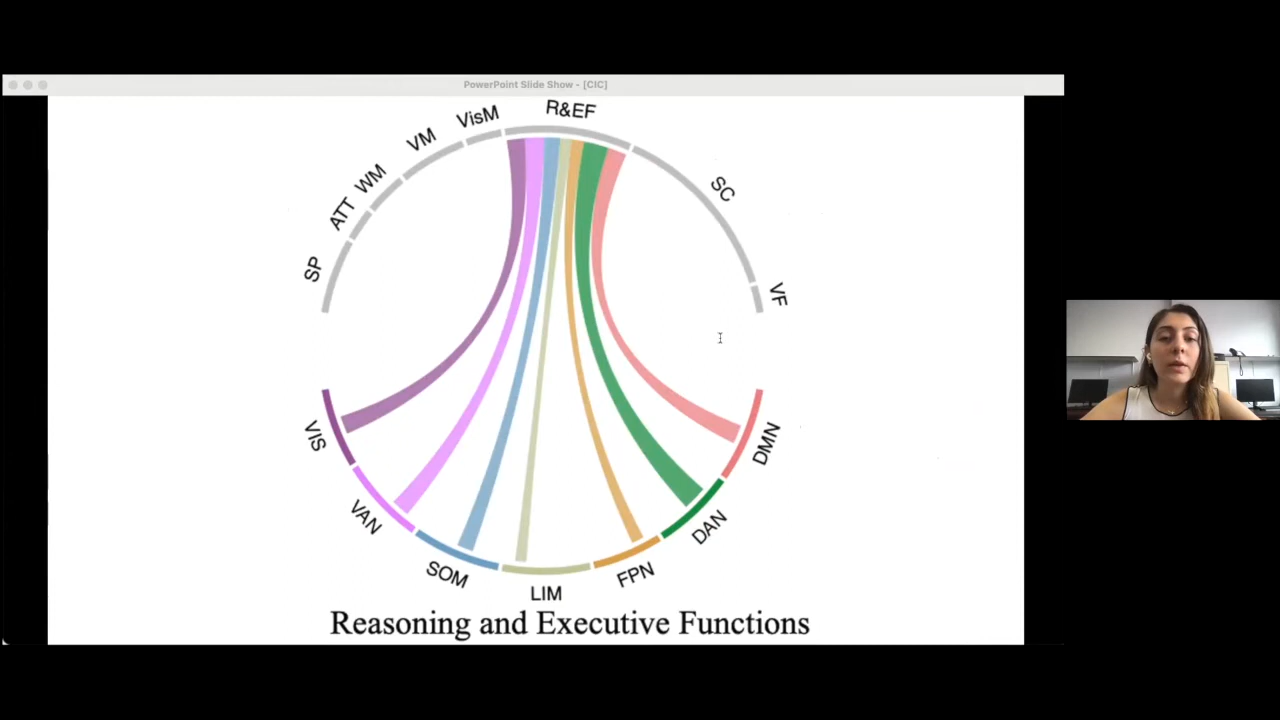 PowerPoint Slide Show - [CIC]
R&EF
VisM
VM
WM
ATT
SP
SC
VF
VIS
VAN
SOM
LIM
FPN
DAN
DMN
Reasoning and Executive Functions